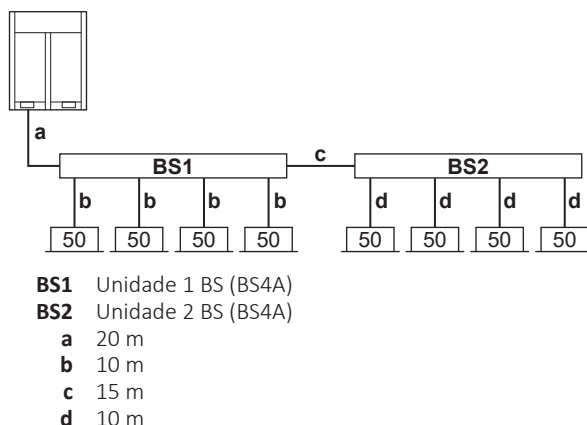 a
BS1 c BS2
b b b b d d d d
50 50 50 50 50 50 50 50
BS1 Unidade 1 BS (BS4A)
BS2 Unidade 2 BS (BS4A)
a 20 m
b 10 m
c 15 m
d 10 m